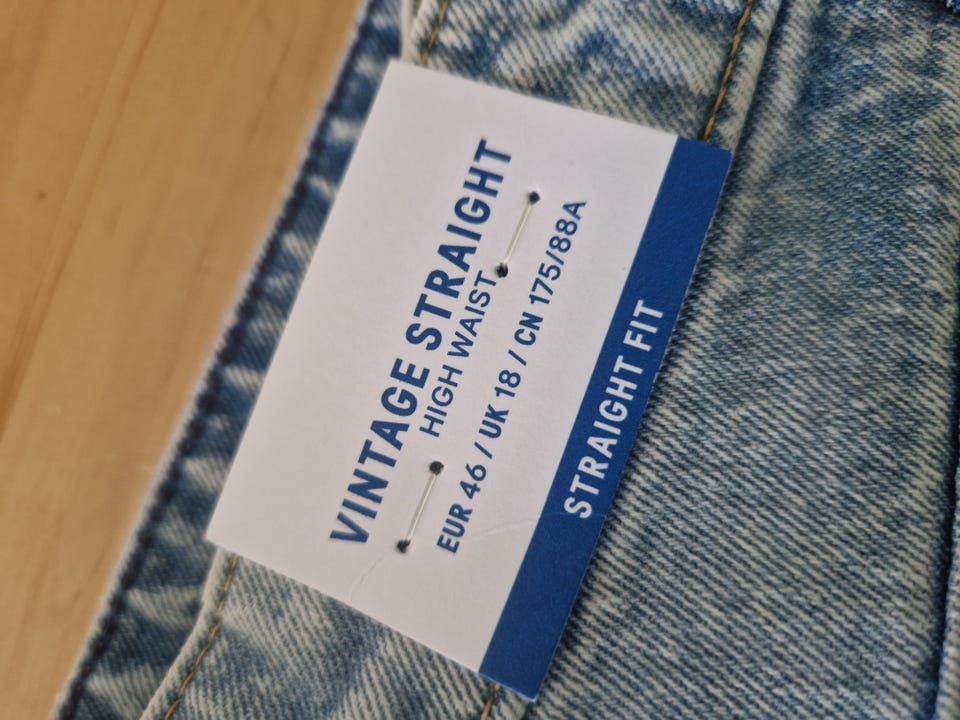 VINTAGE STRAIGHT
HIGH WAIST
EUR 46 / UK 18 / CN 175/88A
STRAIGHT FIT